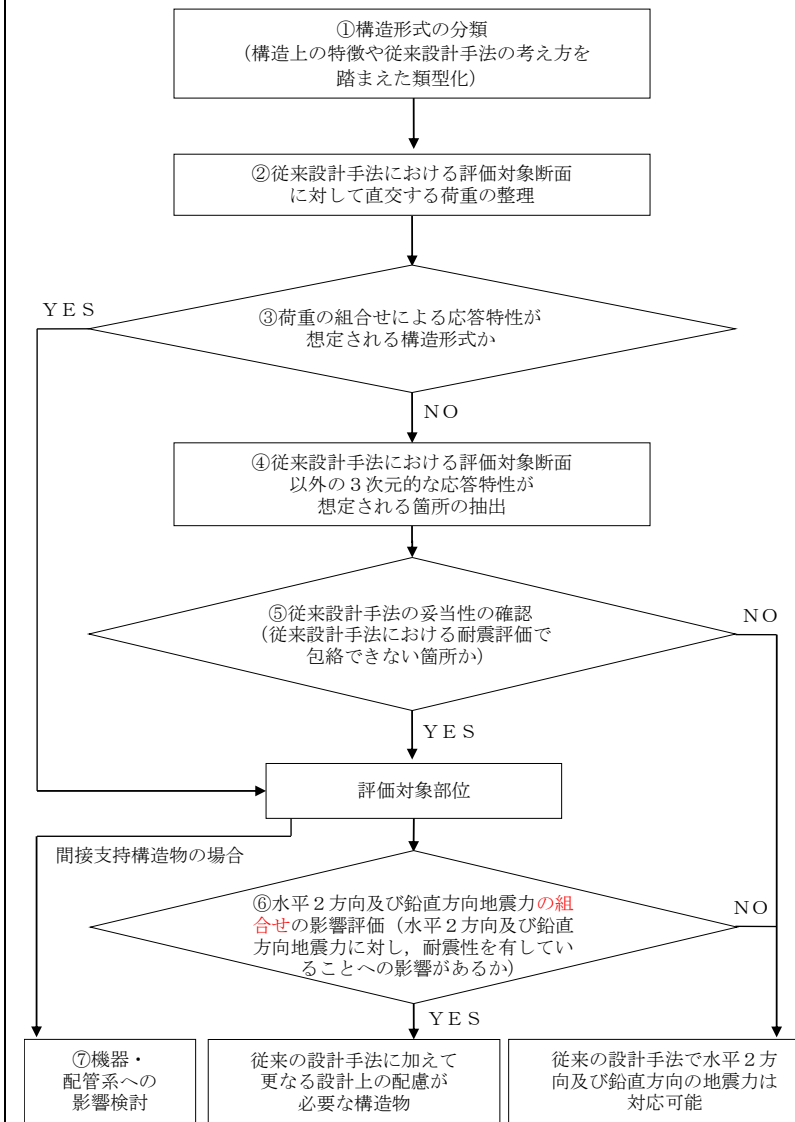 ①構造形式の分類
(構造上の特徴や従来設計手法の考え方を
踏まえた類型化)
②従来設計手法における評価対象断面
に対して直交する荷重の整理
YES
③荷重の組合せによる応答特性が
想定される構造形式か
NO
④従来設計手法における評価対象断面
以外の3次元的な応答特性が
想定される箇所の抽出
⑤従来設計手法の妥当性の確認
(従来設計手法における耐震評価で
包絡できない箇所か)
NO
YES
評価対象部位
間接支持構造物の場合
⑥水平2方向及び鉛直方向地震力の組
合せの影響評価(水平2方向及び鉛直
方向地震力に対し,耐震性を有してい
ることへの影響があるか)
NO
YES
⑦機器・
配管系への
影響検討
従来の設計手法に加えて
更なる設計上の配慮が
必要な構造物
従来の設計手法で水平2方
向及び鉛直方向の地震力は
対応可能